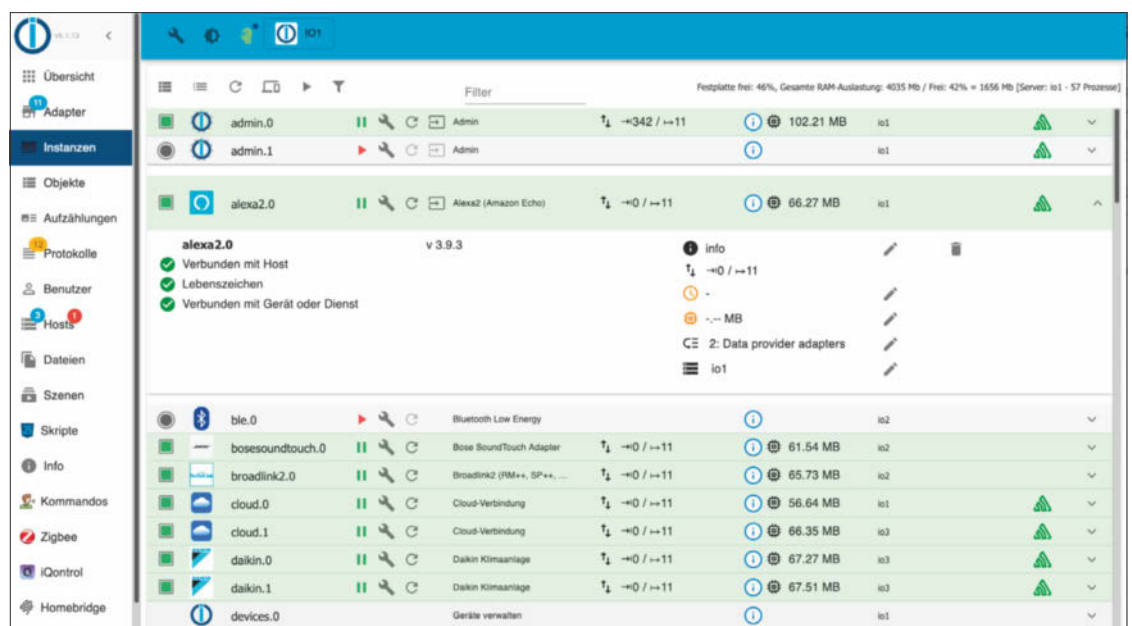 v5.1.13
IO1
Übersicht
11
Adapter
Instanzen
Objekte
Aufzählungen
12
Protokolle
Benutzer
3
1
Hosts
Dateien
Szenen
Skripte
Info
Kommandos
Zigbee
iQontrol
Homebridge
Filter
Festplatte frei: 46%, Gesamte RAM-Auslastung: 4035 Mb / Frei: 42% = 1656 Mb [Server: io1 - 57 Prozesse]
admin.0 Admin ⇥342 / ↦11 102.21 MB io1
admin.1 Admin io1
alexa2.0 Alexa2 (Amazon Echo) ⇥0 / ↦11 66.27 MB io1
alexa2.0 v 3.9.3 info
Verbunden mit Host ⇥0 / ↦11
Lebenszeichen -
Verbunden mit Gerät oder Dienst -.-- MB
2: Data provider adapters
io1
ble.0 Bluetooth Low Energy io2
bosesoundtouch.0 Bose SoundTouch Adapter ⇥0 / ↦11 61.54 MB io2
broadlink2.0 Broadlink2 (RM++, SP++, ... ⇥0 / ↦11 65.73 MB io2
cloud.0 Cloud-Verbindung ⇥0 / ↦11 56.64 MB io1
cloud.1 Cloud-Verbindung ⇥0 / ↦11 66.35 MB io3
daikin.0 Daikin Klimaanlage ⇥0 / ↦11 67.27 MB io3
daikin.1 Daikin Klimaanlage ⇥0 / ↦11 67.51 MB io3
devices.0 Geräte verwalten io1